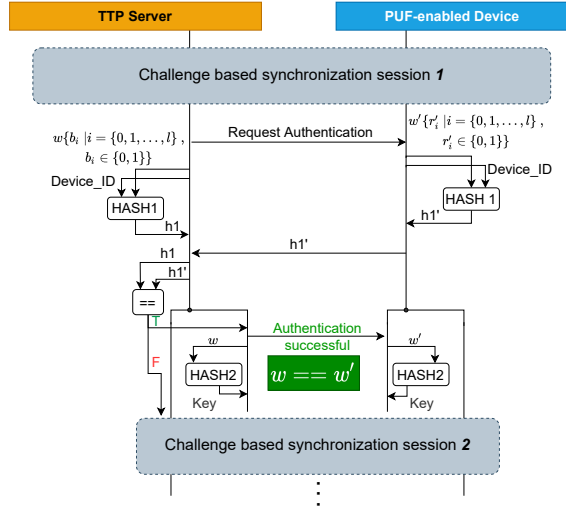 TTP Server
PUF-enabled Device
Challenge based synchronization session 1
w{b_i | i = {0, 1, . . . , l} ,
b_i ∈ {0, 1}}
Request Authentication
w'{r'_i | i = {0, 1, . . . , l} ,
r'_i ∈ {0, 1}}
Device_ID
Device_ID
HASH1
HASH 1
h1
h1'
h1'
h1
h1'
==
T
F
Authentication
successful
w
w'
w == w'
HASH2
HASH2
Key
Key
Challenge based synchronization session 2
⋮